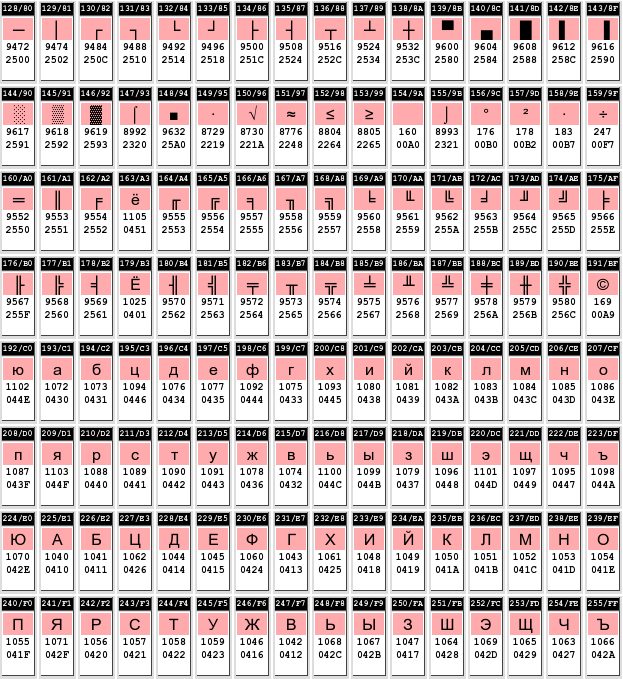 128/80 129/81 130/82 131/83 132/84 133/85 134/86 135/87 136/88 137/89 138/8A 139/8B 140/8C 141/8D 142/8E 143/8F
─ │ ┌ ┐ └ ┘ ├ ┤ ┬ ┴ ┼ ▀ ▄ █ ▌ ▐
9472 9474 9484 9488 9492 9496 9500 9508 9516 9524 9532 9600 9604 9608 9612 9616
2500 2502 250C 2510 2514 2518 251C 2524 252C 2534 253C 2580 2584 2588 258C 2590
144/90 145/91 146/92 147/93 148/94 149/95 150/96 151/97 152/98 153/99 154/9A 155/9B 156/9C 157/9D 158/9E 159/9F
░ ▒ ▓ ⌠ ■ ∙ √ ≈ ≤ ≥ ⌡ ° ² · ÷
9617 9618 9619 8992 9632 8729 8730 8776 8804 8805 160 8993 176 178 183 247
2591 2592 2593 2320 25A0 2219 221A 2248 2264 2265 00A0 2321 00B0 00B2 00B7 00F7
160/A0 161/A1 162/A2 163/A3 164/A4 165/A5 166/A6 167/A7 168/A8 169/A9 170/AA 171/AB 172/AC 173/AD 174/AE 175/AF
═ ║ ╒ ё ╓ ╔ ╕ ╖ ╗ ╘ ╙ ╚ ╛ ╜ ╝ ╞
9552 9553 9554 1105 9555 9556 9557 9558 9559 9560 9561 9562 9563 9564 9565 9566
2550 2551 2552 0451 2553 2554 2555 2556 2557 2558 2559 255A 255B 255C 255D 255E
176/B0 177/B1 178/B2 179/B3 180/B4 181/B5 182/B6 183/B7 184/B8 185/B9 186/BA 187/BB 188/BC 189/BD 190/BE 191/BF
╟ ╠ ╡ Ё ╢ ╣ ╤ ╥ ╦ ╧ ╨ ╩ ╪ ╫ ╬ ©
9567 9568 9569 1025 9570 9571 9572 9573 9574 9575 9576 9577 9578 9579 9580 169
255F 2560 2561 0401 2562 2563 2564 2565 2566 2567 2568 2569 256A 256B 256C 00A9
192/C0 193/C1 194/C2 195/C3 196/C4 197/C5 198/C6 199/C7 200/C8 201/C9 202/CA 203/CB 204/CC 205/CD 206/CE 207/CF
ю а б ц д е ф г х и й к л м н о
1102 1072 1073 1094 1076 1077 1092 1075 1093 1080 1081 1082 1083 1084 1085 1086
044E 0430 0431 0446 0434 0435 0444 0433 0445 0438 0439 043A 043B 043C 043D 043E
208/D0 209/D1 210/D2 211/D3 212/D4 213/D5 214/D6 215/D7 216/D8 217/D9 218/DA 219/DB 220/DC 221/DD 222/DE 223/DF
п я р с т у ж в ь ы з ш э щ ч ъ
1087 1103 1088 1089 1090 1091 1078 1074 1100 1099 1079 1096 1101 1097 1095 1098
043F 044F 0440 0441 0442 0443 0436 0432 044C 044B 0437 0448 044D 0449 0447 044A
224/E0 225/E1 226/E2 227/E3 228/E4 229/E5 230/E6 231/E7 232/E8 233/E9 234/EA 235/EB 236/EC 237/ED 238/EE 239/EF
Ю А Б Ц Д Е Ф Г Х И Й К Л М Н О
1070 1040 1041 1062 1044 1045 1060 1043 1061 1048 1049 1050 1051 1052 1053 1054
042E 0410 0411 0426 0414 0415 0424 0413 0425 0418 0419 041A 041B 041C 041D 041E
240/F0 241/F1 242/F2 243/F3 244/F4 245/F5 246/F6 247/F7 248/F8 249/F9 250/FA 251/FB 252/FC 253/FD 254/FE 255/FF
П Я Р С Т У Ж В Ь Ы З Ш Э Щ Ч Ъ
1055 1071 1056 1057 1058 1059 1046 1042 1068 1067 1047 1064 1069 1065 1063 1066
041F 042F 0420 0421 0422 0423 0416 0412 042C 042B 0417 0428 042D 0429 0427 042A